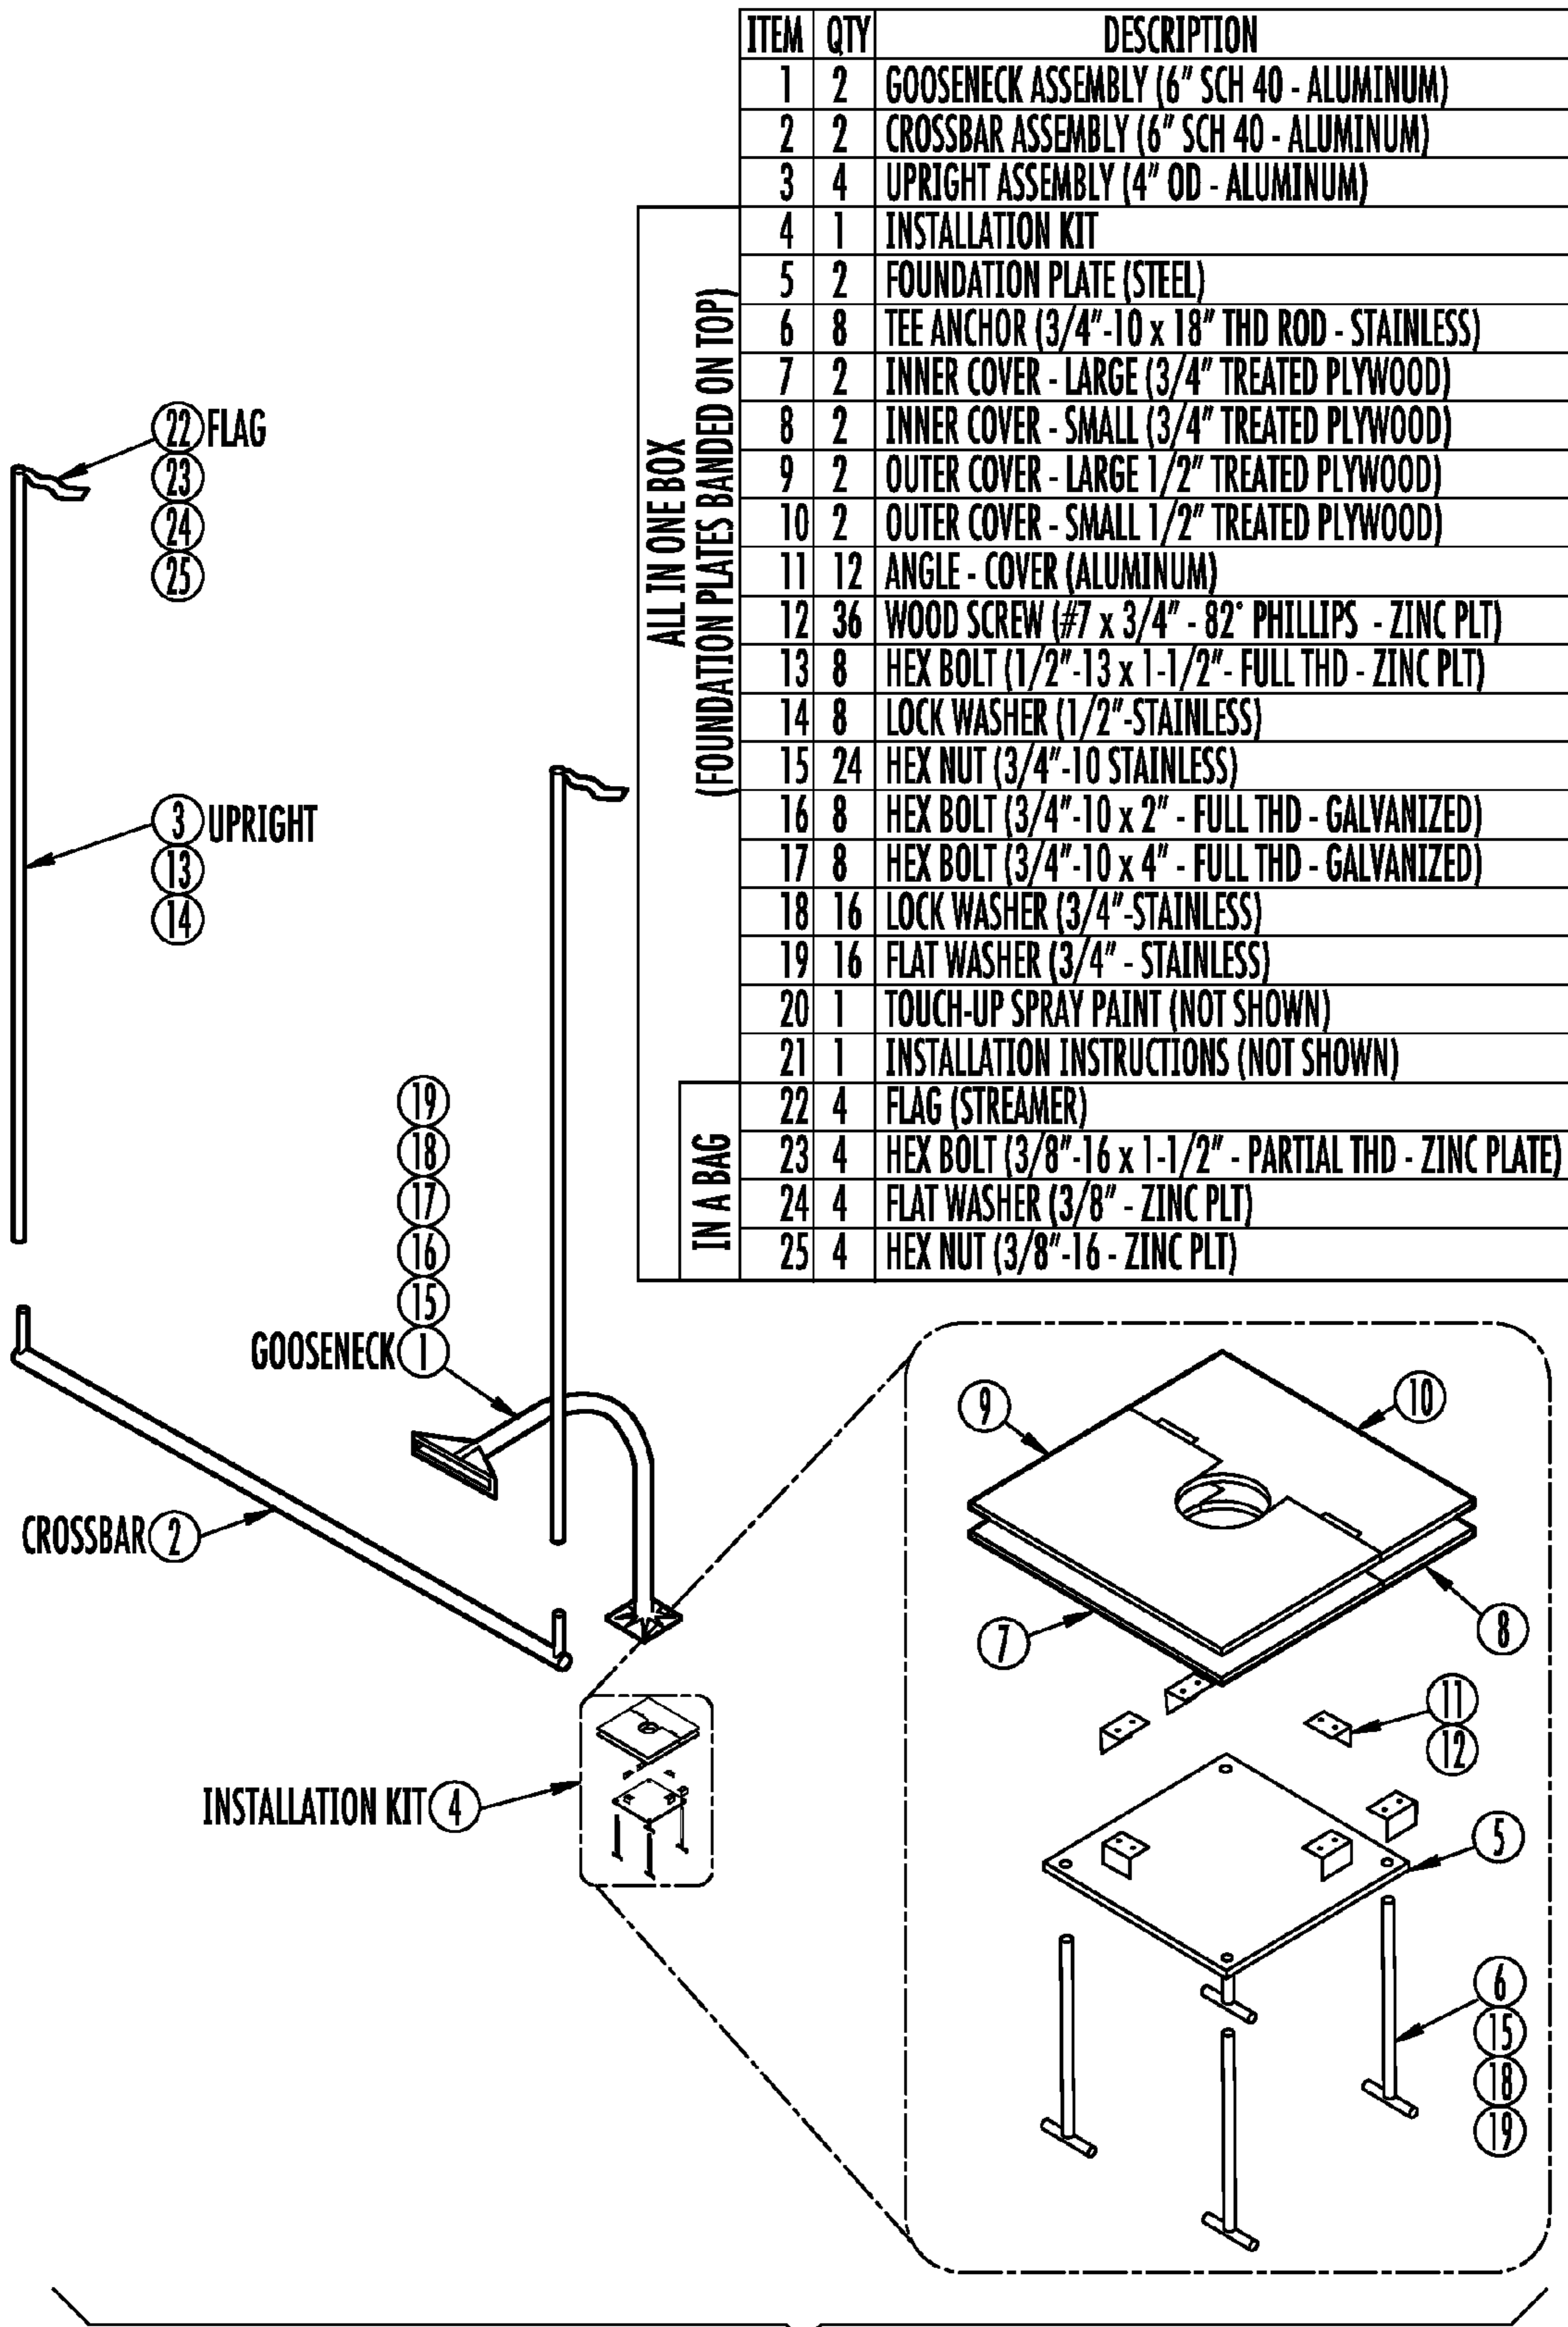 ITEM QTY DESCRIPTION
1 2 GOOSENECK ASSEMBLY (6" SCH 40 - ALUMINUM)
2 2 CROSSBAR ASSEMBLY (6" SCH 40 - ALUMINUM)
3 4 UPRIGHT ASSEMBLY (4" OD - ALUMINUM)
4 1 INSTALLATION KIT
5 2 FOUNDATION PLATE (STEEL)
6 8 TEE ANCHOR (3/4"-10 x 18" THD ROD - STAINLESS)
7 2 INNER COVER - LARGE (3/4" TREATED PLYWOOD)
8 2 INNER COVER - SMALL (3/4" TREATED PLYWOOD)
9 2 OUTER COVER - LARGE 1/2" TREATED PLYWOOD)
10 2 OUTER COVER - SMALL 1/2" TREATED PLYWOOD)
11 12 ANGLE - COVER (ALUMINUM)
12 36 WOOD SCREW (#7 x 3/4" - 82° PHILLIPS - ZINC PLT)
13 8 HEX BOLT (1/2"-13 x 1-1/2"- FULL THD - ZINC PLT)
14 8 LOCK WASHER (1/2"-STAINLESS)
15 24 HEX NUT (3/4"-10 STAINLESS)
16 8 HEX BOLT (3/4"-10 x 2" - FULL THD - GALVANIZED)
17 8 HEX BOLT (3/4"-10 x 4" - FULL THD - GALVANIZED)
18 16 LOCK WASHER (3/4"-STAINLESS)
19 16 FLAT WASHER (3/4" - STAINLESS)
20 1 TOUCH-UP SPRAY PAINT (NOT SHOWN)
21 1 INSTALLATION INSTRUCTIONS (NOT SHOWN)
22 4 FLAG (STREAMER)
23 4 HEX BOLT (3/8"-16 x 1-1/2" - PARTIAL THD - ZINC PLATE)
24 4 FLAT WASHER (3/8" - ZINC PLT)
25 4 HEX NUT (3/8"-16 - ZINC PLT)
ALL IN ONE BOX
(FOUNDATION PLATES BANDED ON TOP)
IN A BAG
22 FLAG
23
24
25
3 UPRIGHT
13
14
19
18
17
16
15
GOOSENECK 1
CROSSBAR 2
INSTALLATION KIT 4
9
10
7
8
11
12
5
6
15
18
19